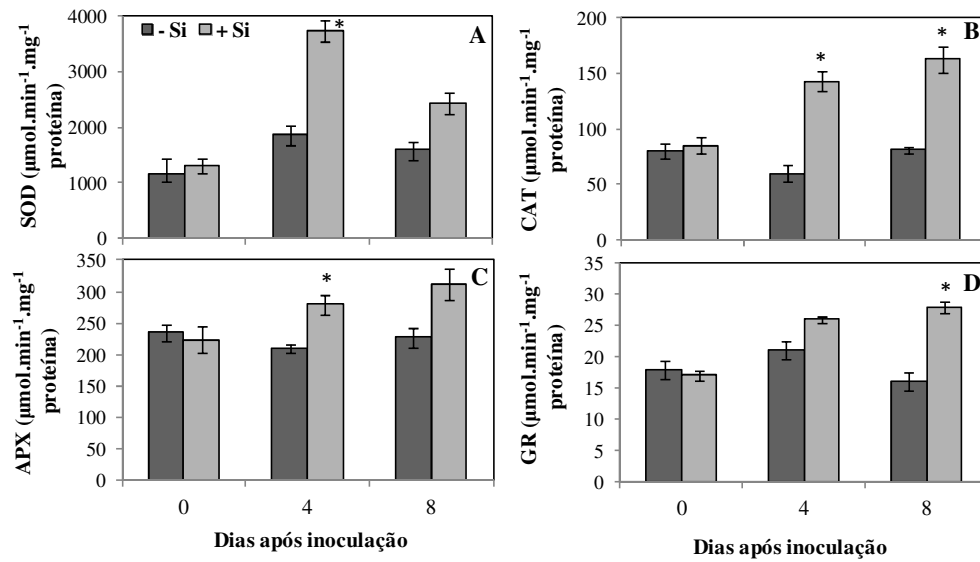 4000
3000
2000
1000
0
- Si + Si
*
A
SOD (µmol.min⁻¹.mg⁻¹
proteína)
200
150
100
50
0
*
*
B
CAT (µmol.min⁻¹.mg⁻¹
proteína)
350
300
250
200
150
100
50
0
*
C
APX (µmol.min⁻¹.mg⁻¹
proteína)
0 4 8
Dias após inoculação
35
30
25
20
15
10
5
0
*
D
GR (µmol.min⁻¹.mg⁻¹
proteína)
0 4 8
Dias após inoculação